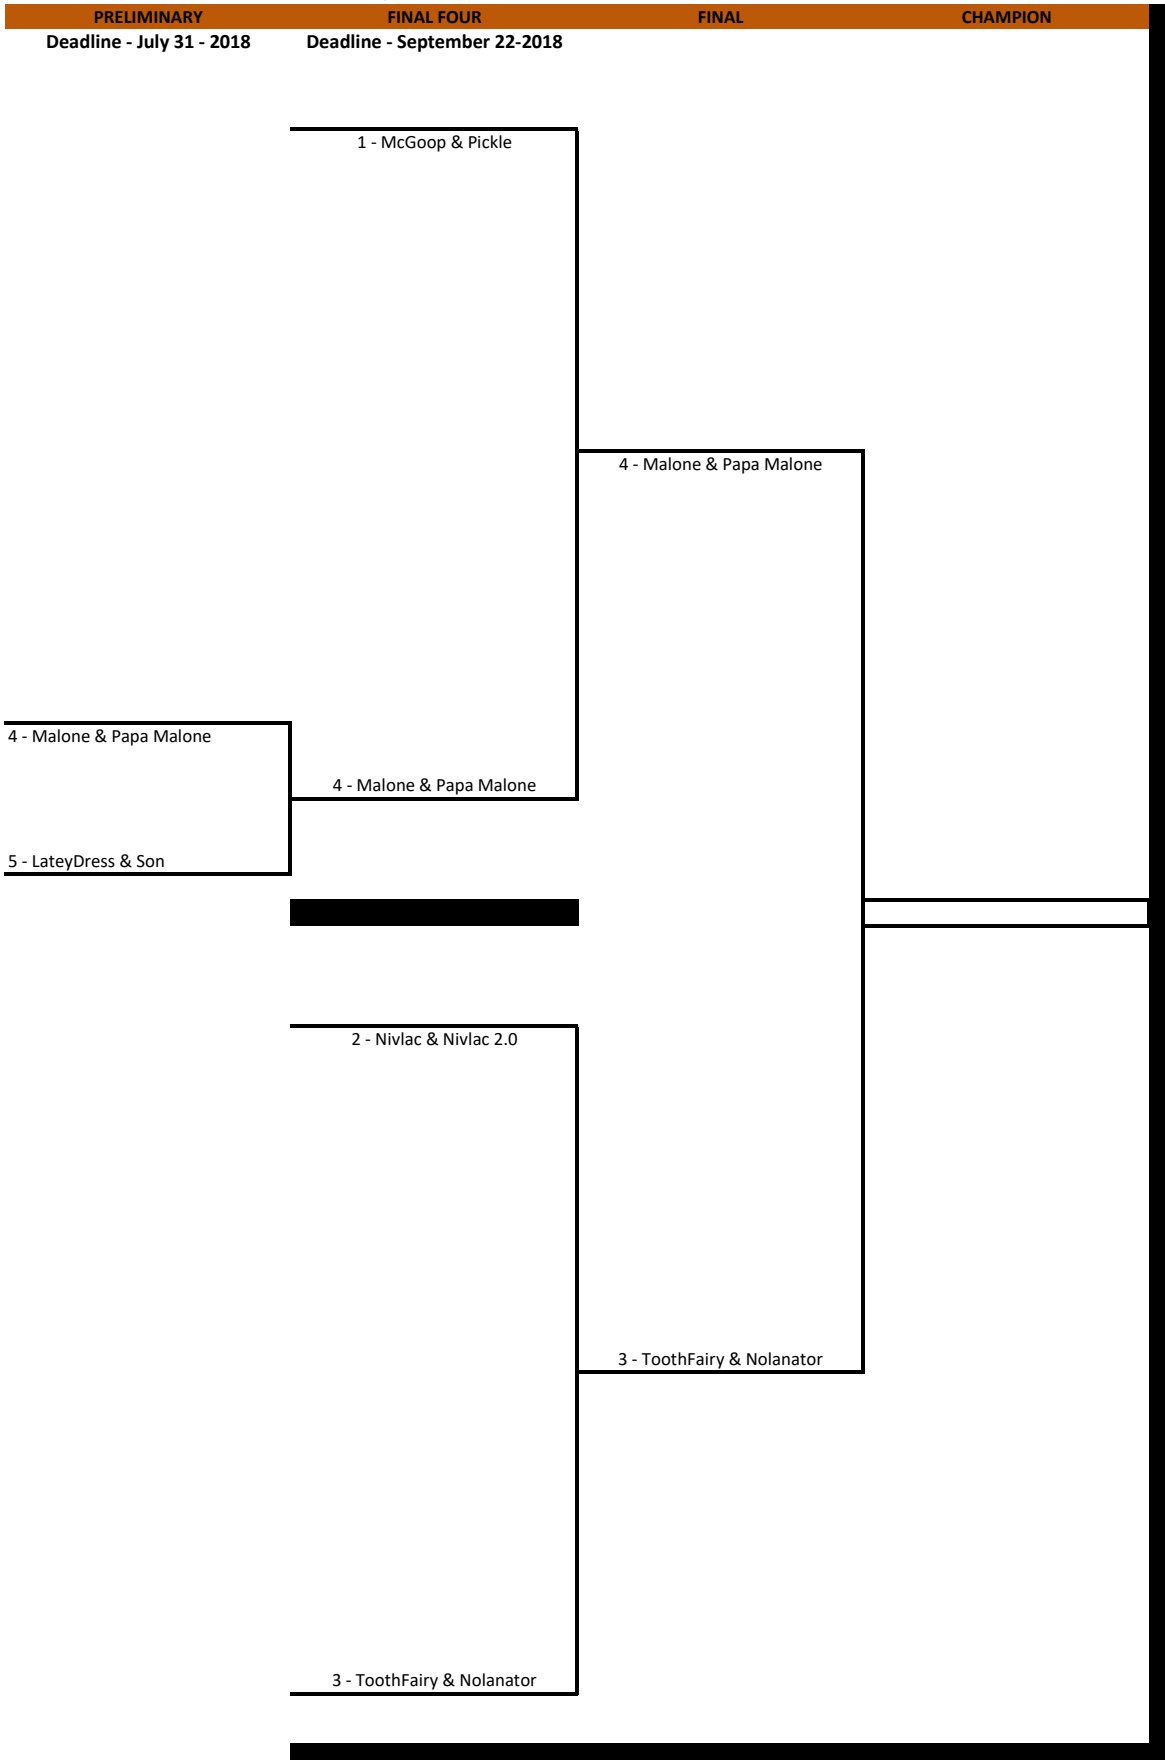 PRELIMINARY FINAL FOUR FINAL CHAMPION
Deadline - July 31 - 2018 Deadline - September 22-2018
1 - McGoop & Pickle
4 - Malone & Papa Malone
4 - Malone & Papa Malone
4 - Malone & Papa Malone
5 - LateyDress & Son
2 - Nivlac & Nivlac 2.0
3 - ToothFairy & Nolanator
3 - ToothFairy & Nolanator